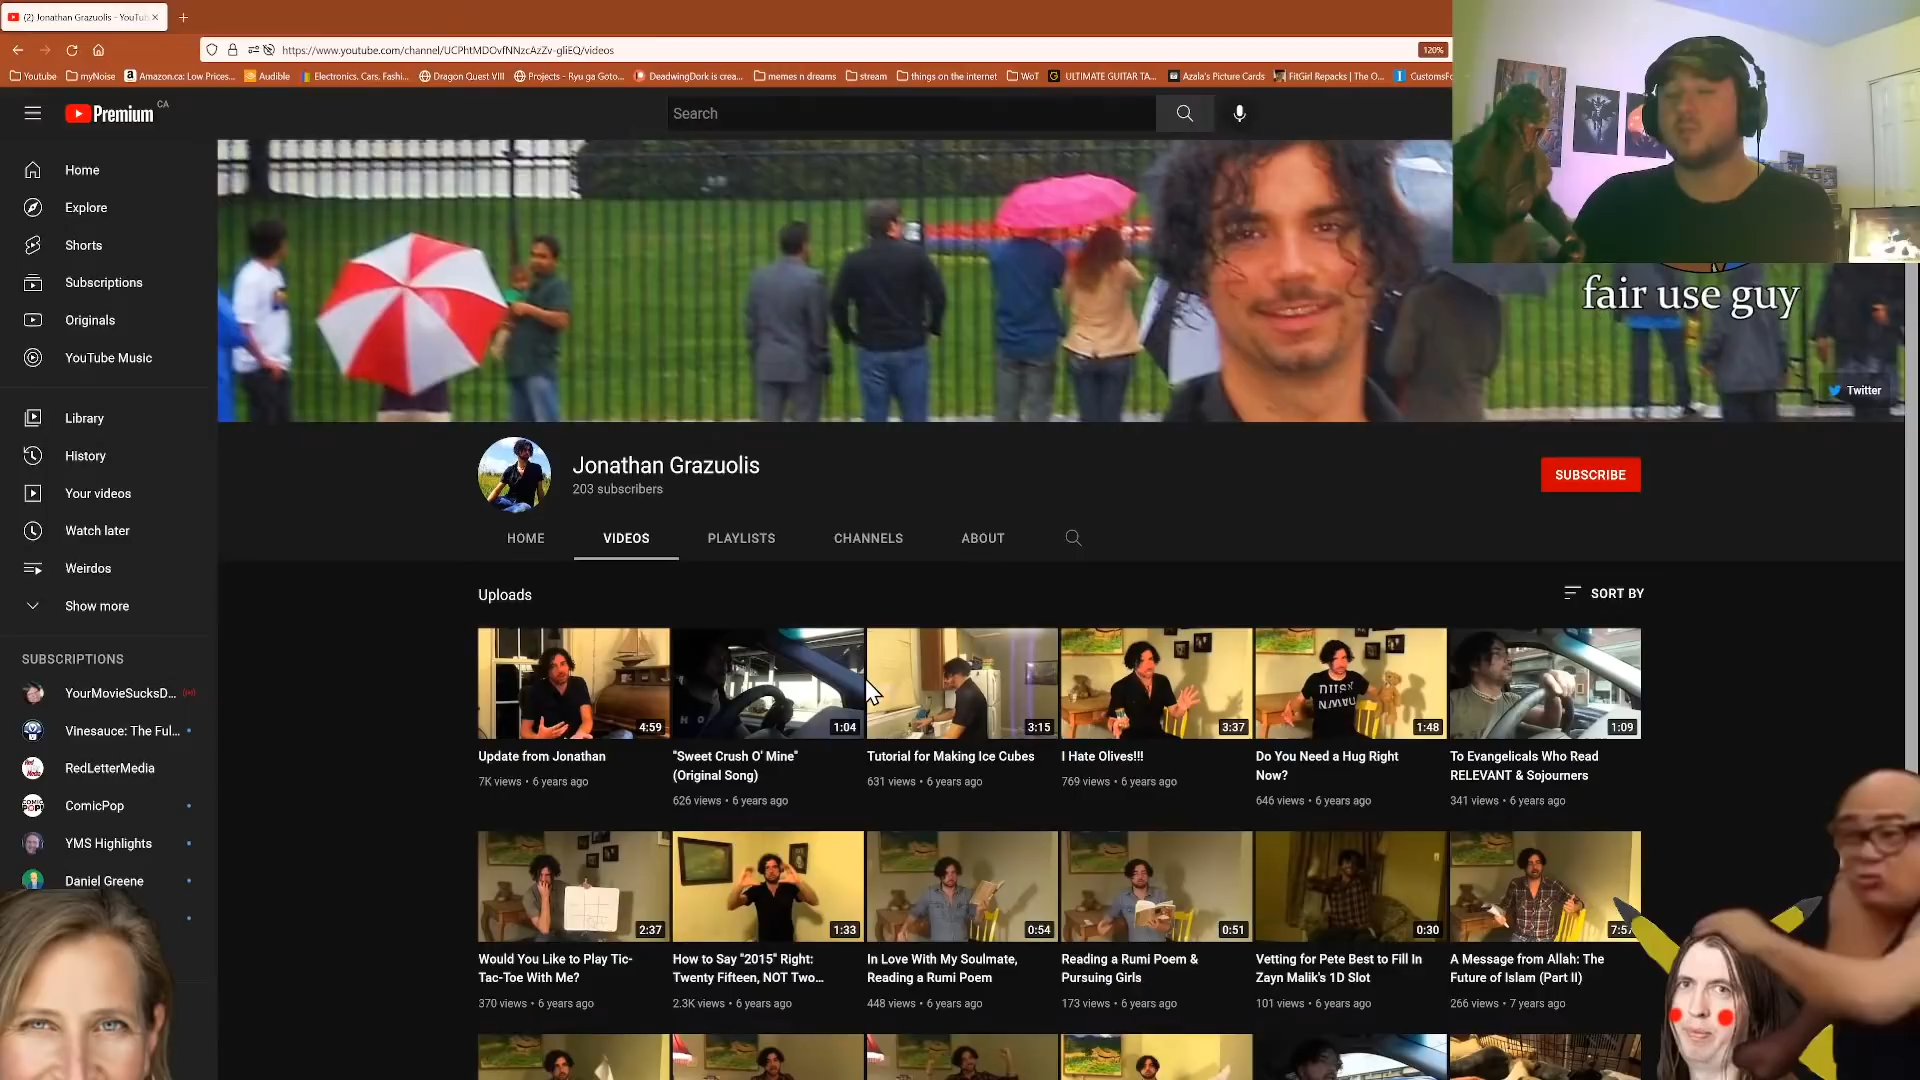 (2) Jonathan Grazuolis - YouTub
https://www.youtube.com/channel/UCPhtMDOvfNNzcAzZv-gIiEQ/videos
120%
Youtube
myNoise
Amazon.ca: Low Prices...
Audible
Electronics, Cars, Fashi...
Dragon Quest VIII
Projects - Ryu ga Goto...
DeadwingDork is crea...
memes n dreams
stream
things on the internet
WoT
ULTIMATE GUITAR TA...
Azala's Picture Cards
FitGirl Repacks | The O...
CustomsFo
Premium CA
Search
Home
Explore
Shorts
Subscriptions
Originals
YouTube Music
Library
History
Your videos
Watch later
Weirdos
Show more
SUBSCRIPTIONS
YourMovieSucksD...
Vinesauce: The Ful...
RedLetterMedia
ComicPop
YMS Highlights
Daniel Greene
fair use guy
Twitter
Jonathan Grazuolis
203 subscribers
SUBSCRIBE
HOME
VIDEOS
PLAYLISTS
CHANNELS
ABOUT
Uploads
SORT BY
4:59
Update from Jonathan
7K views • 6 years ago
1:04
"Sweet Crush O' Mine"
(Original Song)
626 views • 6 years ago
3:15
Tutorial for Making Ice Cubes
631 views • 6 years ago
3:37
I Hate Olives!!!
769 views • 6 years ago
1:48
Do You Need a Hug Right
Now?
646 views • 6 years ago
1:09
To Evangelicals Who Read
RELEVANT & Sojourners
341 views • 6 years ago
2:37
Would You Like to Play Tic-
Tac-Toe With Me?
370 views • 6 years ago
1:33
How to Say "2015" Right:
Twenty Fifteen, NOT Two...
2.3K views • 6 years ago
0:54
In Love With My Soulmate,
Reading a Rumi Poem
448 views • 6 years ago
0:51
Reading a Rumi Poem &
Pursuing Girls
173 views • 6 years ago
0:30
Vetting for Pete Best to Fill In
Zayn Malik's 1D Slot
101 views • 6 years ago
7:57
A Message from Allah: The
Future of Islam (Part II)
266 views • 7 years ago